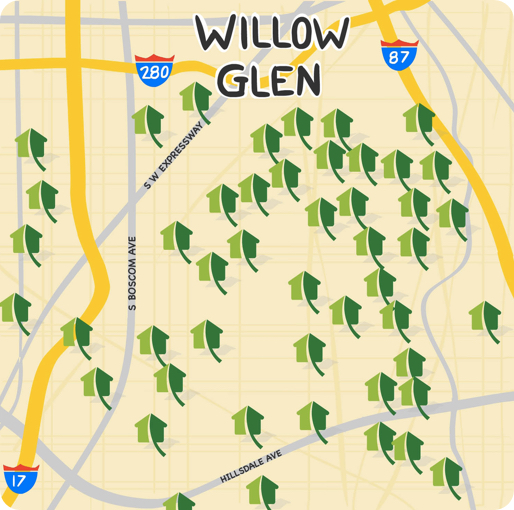 WILLOW
GLEN
280
87
S W EXPRESSWAY
S BOSCOM AVE
HILLSDALE AVE
17